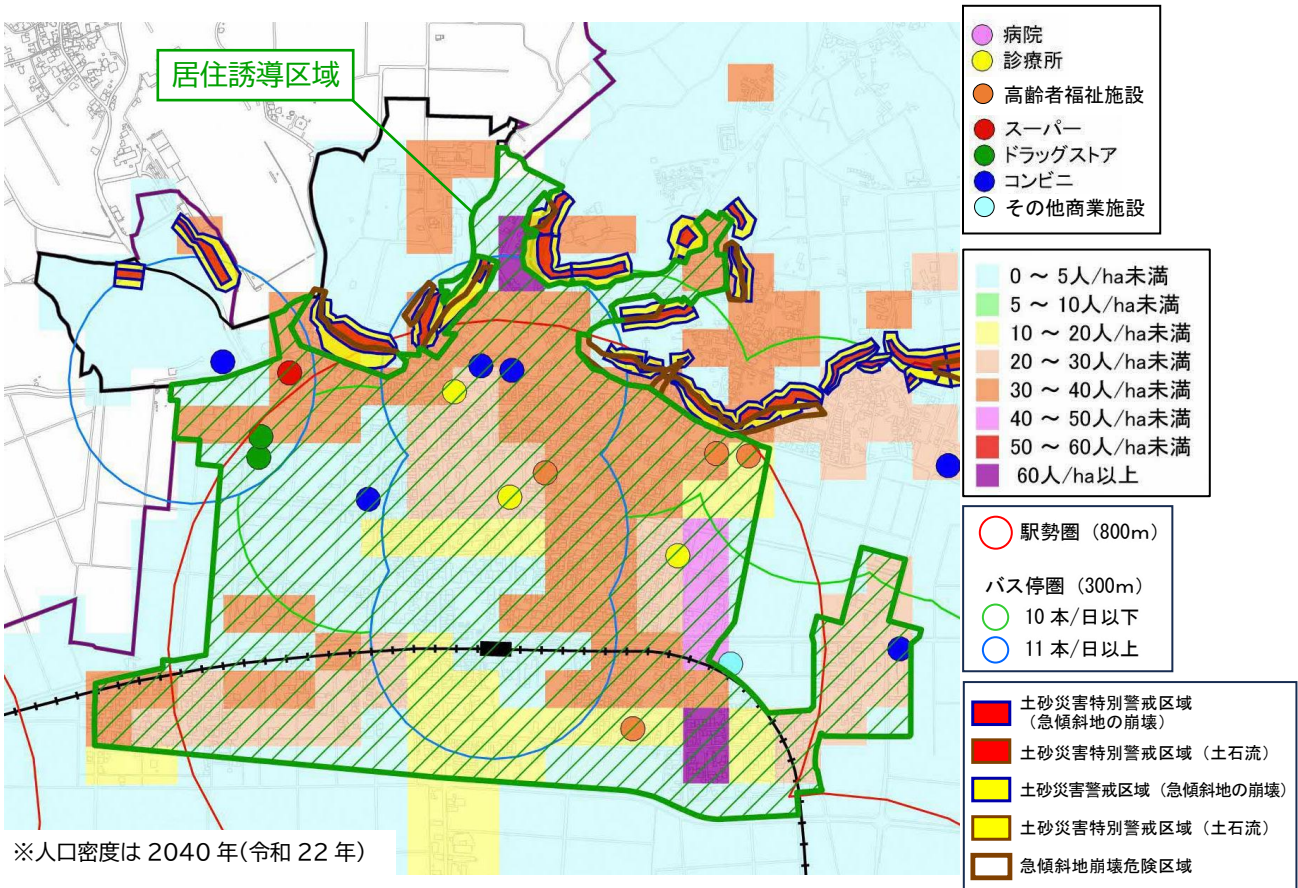 居住誘導区域
※人口密度は 2040 年(令和 22 年)
病院
診療所
高齢者福祉施設
スーパー
ドラッグストア
コンビニ
その他商業施設
0 ～ 5人/ha未満
5 ～ 10人/ha未満
10 ～ 20人/ha未満
20 ～ 30人/ha未満
30 ～ 40人/ha未満
40 ～ 50人/ha未満
50 ～ 60人/ha未満
60人/ha以上
駅勢圏（800m）
バス停圏（300m）
10 本/日以下
11 本/日以上
土砂災害特別警戒区域
（急傾斜地の崩壊）
土砂災害特別警戒区域（土石流）
土砂災害警戒区域（急傾斜地の崩壊）
土砂災害特別警戒区域（土石流）
急傾斜地崩壊危険区域